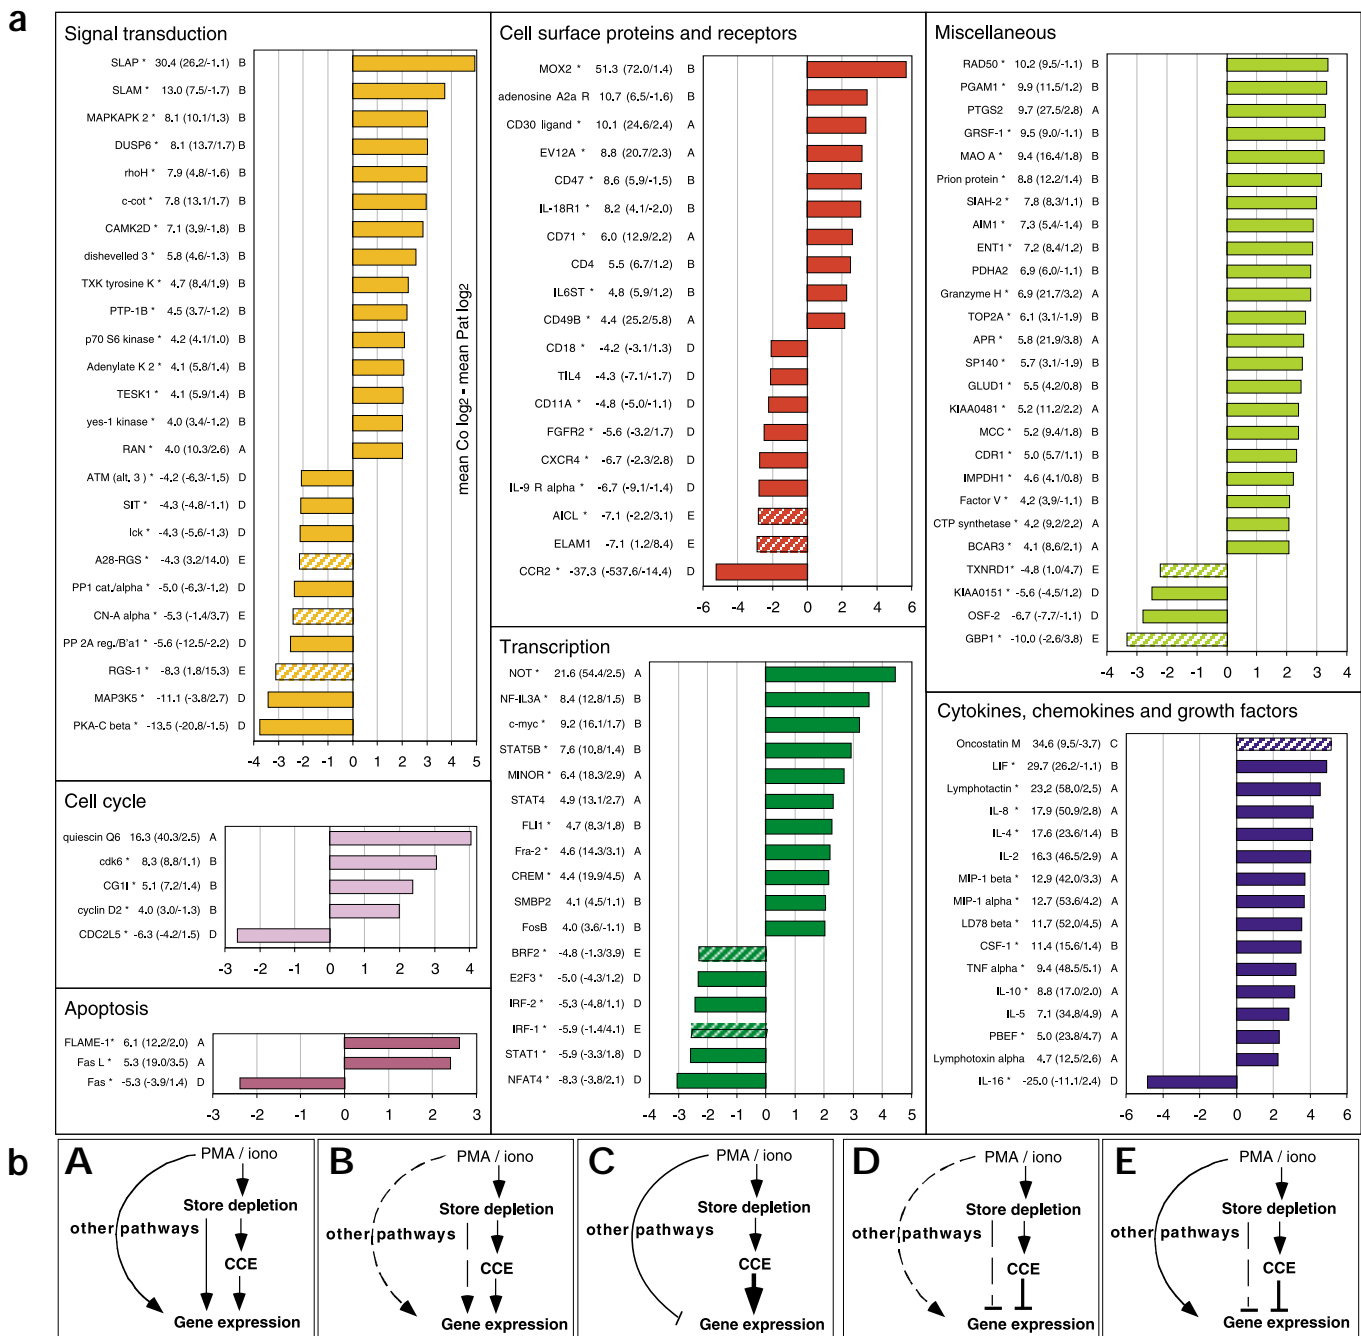 a
Signal transduction
SLAP * 30.4 (26.2/-1.1) B
SLAM * 13.0 (7.5/-1.7) B
MAPKAPK 2 * 8.1 (10.1/1.3) B
DUSP6 * 8.1 (13.7/1.7) B
rhoH * 7.9 (4.8/-1.6) B
c-cot * 7.8 (13.1/1.7) B
CAMK2D * 7.1 (3.9/-1.8) B
dishevelled 3 * 5.8 (4.6/-1.3) B
TXK tyrosine K * 4.7 (8.4/1.9) B
PTP-1B * 4.5 (3.7/-1.2) B
p70 S6 kinase * 4.2 (4.1/1.0) B
Adenylate K 2 * 4.1 (5.8/1.4) B
TESK1 * 4.1 (5.9/1.4) B
yes-1 kinase * 4.0 (3.4/-1.2) B
RAN * 4.0 (10.3/2.6) A
ATM (alt. 3 ) * -4.2 (-6.3/-1.5) D
SIT * -4.3 (-4.8/-1.1) D
lck * -4.3 (-5.6/-1.3) D
A28-RGS * -4.3 (3.2/14.0) E
PP1 cat./alpha * -5.0 (-6.3/-1.2) D
CN-A alpha * -5.3 (-1.4/3.7) E
PP 2A reg./B'a1 * -5.6 (-12.5/-2.2) D
RGS-1 * -8.3 (1.8/15.3) E
MAP3K5 * -11.1 (-3.8/2.7) D
PKA-C beta * -13.5 (-20.8/-1.5) D
-4 -3 -2 -1 0 1 2 3 4 5
mean Co log2 - mean Pat log2
Cell cycle
quiescin Q6 16.3 (40.3/2.5) A
cdk6 * 8.3 (8.8/1.1) B
CG1I * 5.1 (7.2/1.4) B
cyclin D2 * 4.0 (3.0/-1.3) B
CDC2L5 * -6.3 (-4.2/1.5) D
-3 -2 -1 0 1 2 3 4
Apoptosis
FLAME-1* 6.1 (12.2/2.0) A
Fas L * 5.3 (19.0/3.5) A
Fas * -5.3 (-3.9/1.4) D
-3 -2 -1 0 1 2 3
Cell surface proteins and receptors
MOX2 * 51.3 (72.0/1.4) B
adenosine A2a R 10.7 (6.5/-1.6) B
CD30 ligand * 10.1 (24.6/2.4) A
EV12A * 8.8 (20.7/2.3) A
CD47 * 8.6 (5.9/-1.5) B
IL-18R1 * 8.2 (4.1/-2.0) B
CD71 * 6.0 (12.9/2.2) A
CD4 5.5 (6.7/1.2) B
IL6ST * 4.8 (5.9/1.2) B
CD49B * 4.4 (25.2/5.8) A
CD18 * -4.2 (-3.1/1.3) D
TIL4 -4.3 (-7.1/-1.7) D
CD11A * -4.8 (-5.0/-1.1) D
FGFR2 * -5.6 (-3.2/1.7) D
CXCR4 * -6.7 (-2.3/2.8) D
IL-9 R alpha * -6.7 (-9.1/-1.4) D
AICL * -7.1 (-2.2/3.1) E
ELAM1 -7.1 (1.2/8.4) E
CCR2 * -37.3 (-537.6/-14.4) D
-6 -4 -2 0 2 4 6
Transcription
NOT * 21.6 (54.4/2.5) A
NF-IL3A * 8.4 (12.8/1.5) B
c-myc * 9.2 (16.1/1.7) B
STAT5B * 7.6 (10.8/1.4) B
MINOR * 6.4 (18.3/2.9) A
STAT4 4.9 (13.1/2.7) A
FLI1 * 4.7 (8.3/1.8) B
Fra-2 * 4.6 (14.3/3.1) A
CREM * 4.4 (19.9/4.5) A
SMBP2 4.1 (4.5/1.1) B
FosB 4.0 (3.6/-1.1) B
BRF2 * -4.8 (-1.3/3.9) E
E2F3 * -5.0 (-4.3/1.2) D
IRF-2 * -5.3 (-4.8/1.1) D
IRF-1 * -5.9 (-1.4/4.1) E
STAT1 * -5.9 (-3.3/1.8) D
NFAT4 * -8.3 (-3.8/2.1) D
-4 -3 -2 -1 0 1 2 3 4 5
Miscellaneous
RAD50 * 10.2 (9.5/-1.1) B
PGAM1 * 9.9 (11.5/1.2) B
PTGS2 9.7 (27.5/2.8) A
GRSF-1 * 9.5 (9.0/-1.1) B
MAO A * 9.4 (16.4/1.8) B
Prion protein * 8.8 (12.2/1.4) B
SIAH-2 * 7.8 (8.3/1.1) B
AIM1 * 7.3 (5.4/-1.4) B
ENT1 * 7.2 (8.4/1.2) B
PDHA2 6.9 (6.0/-1.1) B
Granzyme H * 6.9 (21.7/3.2) A
TOP2A * 6.1 (3.1/-1.9) B
APR * 5.8 (21.9/3.8) A
SP140 * 5.7 (3.1/-1.9) B
GLUD1 * 5.5 (4.2/0.8) B
KIAA0481 * 5.2 (11.2/2.2) A
MCC * 5.2 (9.4/1.8) B
CDR1 * 5.0 (5.7/1.1) B
IMPDH1 * 4.6 (4.1/0.8) B
Factor V * 4.2 (3.9/-1.1) B
CTP synthetase * 4.2 (9.2/2.2) A
BCAR3 * 4.1 (8.6/2.1) A
TXNRD1* -4.8 (1.0/4.7) E
KIAA0151 * -5.6 (-4.5/1.2) D
OSF-2 -6.7 (-7.7/-1.1) D
GBP1 * -10.0 (-2.6/3.8) E
-4 -3 -2 -1 0 1 2 3 4
Cytokines, chemokines and growth factors
Oncostatin M 34.6 (9.5/-3.7) C
LIF * 29.7 (26.2/-1.1) B
Lymphotactin * 23,2 (58.0/2.5) A
IL-8 * 17.9 (50.9/2.8) A
IL-4 * 17.6 (23.6/1.4) B
IL-2 16.3 (46.5/2.9) A
MIP-1 beta * 12.9 (42.0/3.3) A
MIP-1 alpha * 12.7 (53.6/4.2) A
LD78 beta * 11.7 (52.0/4.5) A
CSF-1 * 11.4 (15.6/1.4) B
TNF alpha * 9.4 (48.5/5.1) A
IL-10 * 8.8 (17.0/2.0) A
IL-5 7.1 (34.8/4.9) A
PBEF * 5.0 (23.8/4.7) A
Lymphotoxin alpha 4.7 (12.5/2.6) A
IL-16 * -25.0 (-11.1/2.4) D
-6 -4 -2 0 2 4 6
b
A
PMA / iono
Store depletion
other pathways
CCE
Gene expression
B
PMA / iono
Store depletion
other pathways
CCE
Gene expression
C
PMA / iono
Store depletion
other pathways
CCE
Gene expression
D
PMA / iono
Store depletion
other pathways
CCE
Gene expression
E
PMA / iono
Store depletion
other pathways
CCE
Gene expression